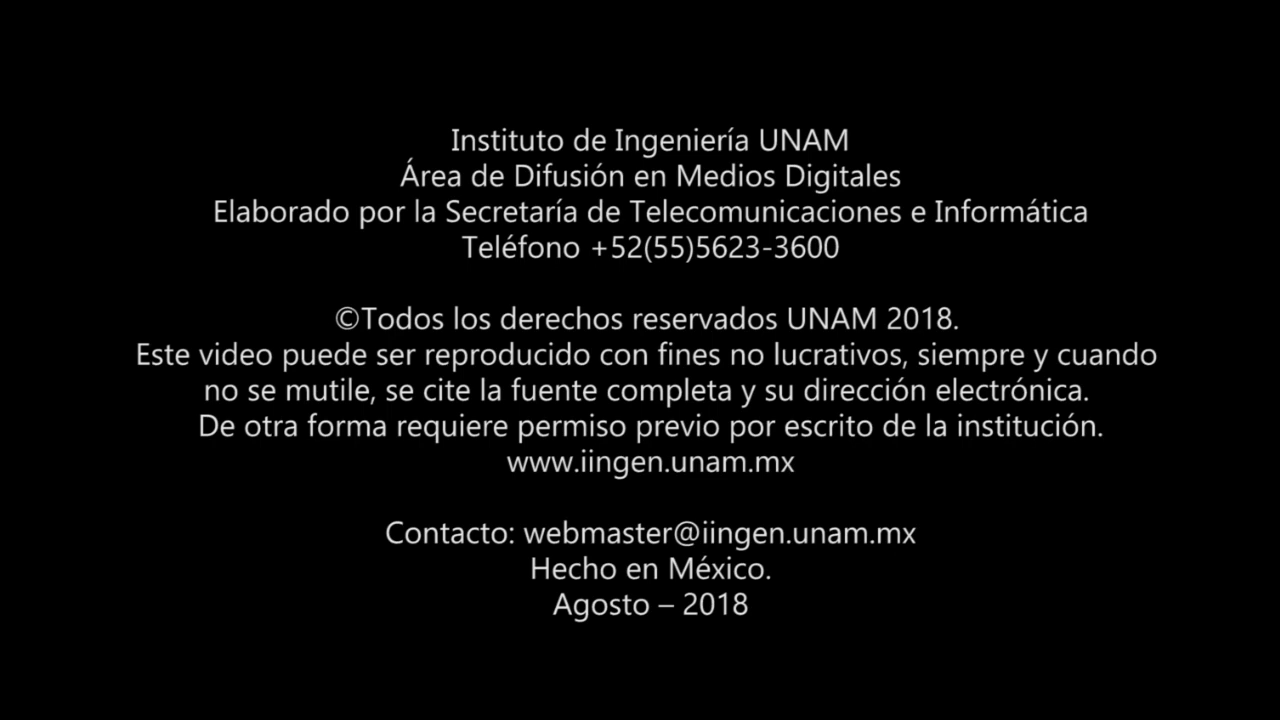 Instituto de Ingeniería UNAM
Área de Difusión en Medios Digitales
Elaborado por la Secretaría de Telecomunicaciones e Informática
Teléfono +52(55)5623-3600
©Todos los derechos reservados UNAM 2018.
Este video puede ser reproducido con fines no lucrativos, siempre y cuando
no se mutile, se cite la fuente completa y su dirección electrónica.
De otra forma requiere permiso previo por escrito de la institución.
www.iingen.unam.mx
Contacto: webmaster@iingen.unam.mx
Hecho en México.
Agosto – 2018